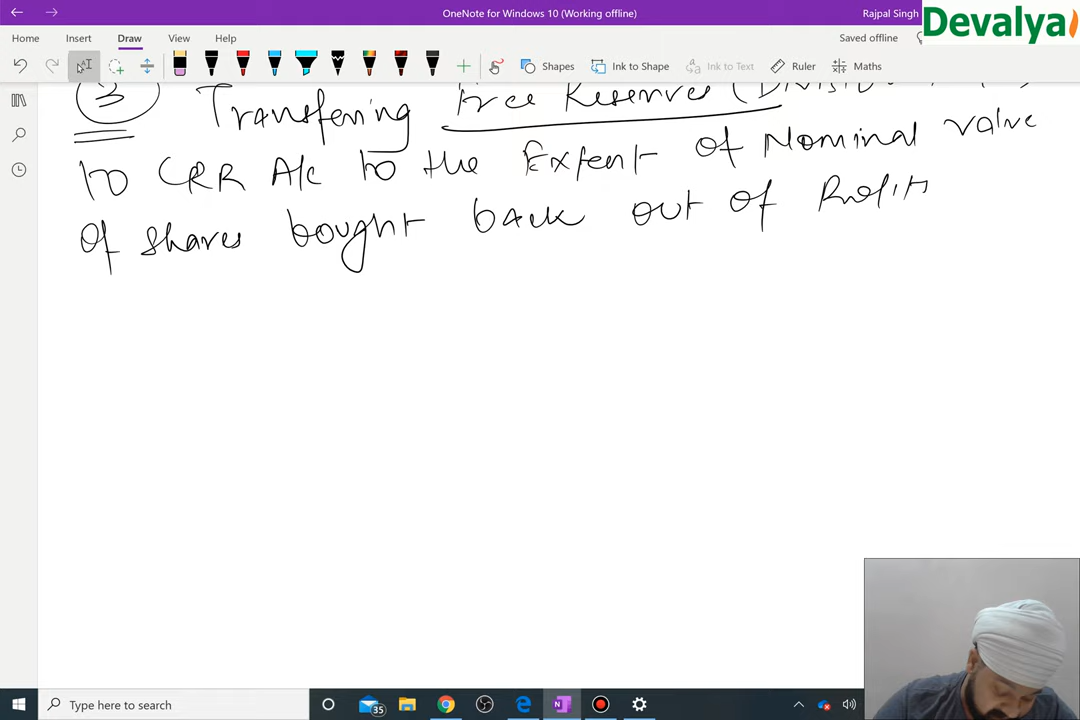 OneNote for Windows 10 (Working offline)
Rajpal Singh
Devalya
Home Insert Draw View Help
Saved offline
Shapes Ink to Shape Ink to Text Ruler Maths
3 Transferring Free Reserves
to CRR A/c to the Extent of Nominal value
of shares bought back out of Profits
Type here to search
35